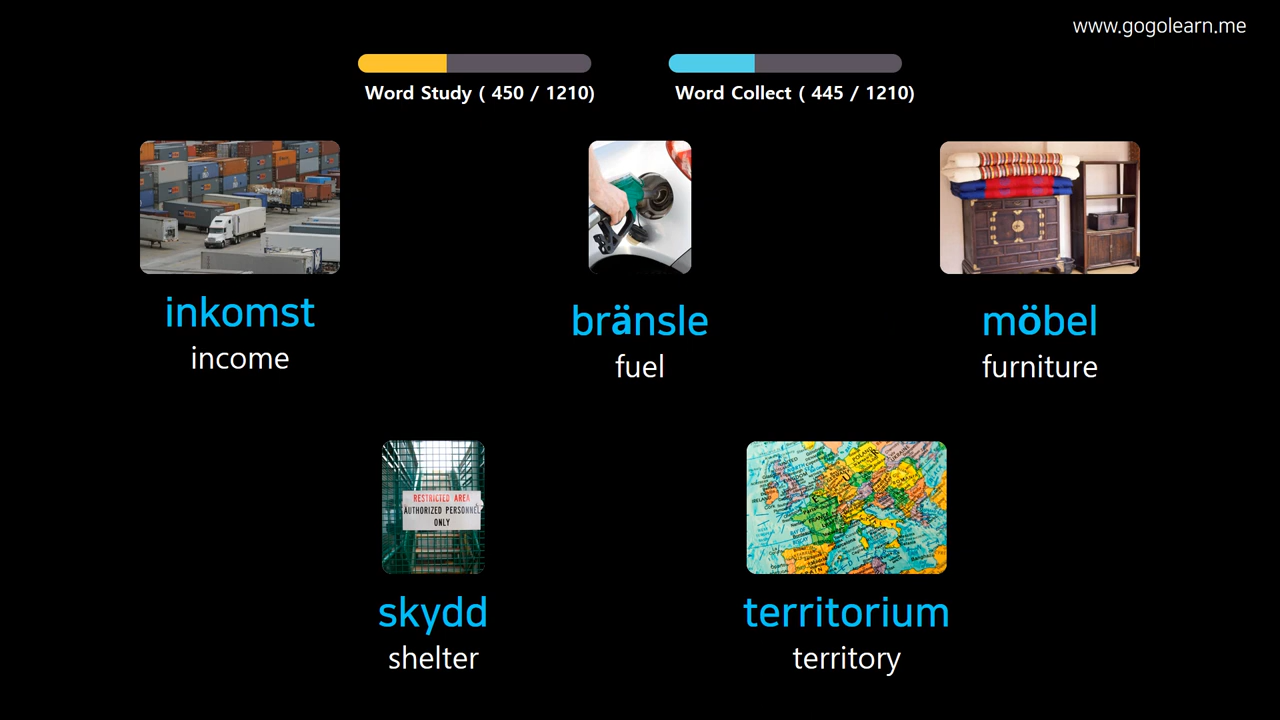 www.gogolearn.me
Word Study ( 450 / 1210)
Word Collect ( 445 / 1210)
inkomst
income
bränsle
fuel
möbel
furniture
RESTRICTED AREA
AUTHORIZED PERSONNEL
ONLY
skydd
shelter
territorium
territory